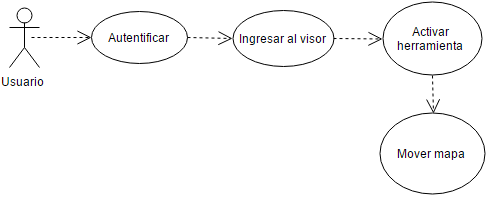 Autentificar
Ingresar al visor
Activar
herramienta
Usuario
Mover mapa